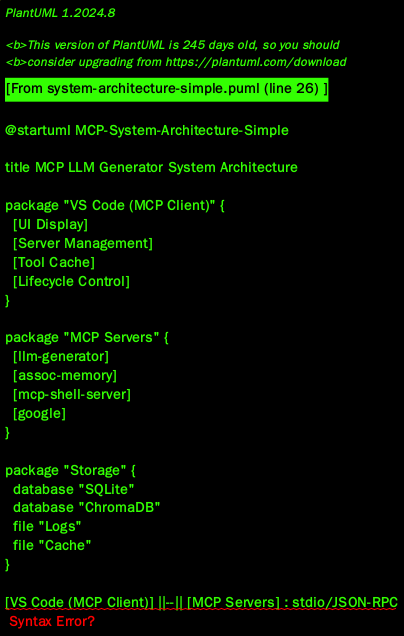 PlantUML 1.2024.8
<b>This version of PlantUML is 245 days old, so you should
<b>consider upgrading from https://plantuml.com/download
[From system-architecture-simple.puml (line 26) ]
@startuml MCP-System-Architecture-Simple
title MCP LLM Generator System Architecture
package "VS Code (MCP Client)" {
[UI Display]
[Server Management]
[Tool Cache]
[Lifecycle Control]
}
package "MCP Servers" {
[llm-generator]
[assoc-memory]
[mcp-shell-server]
[google]
}
package "Storage" {
database "SQLite"
database "ChromaDB"
file "Logs"
file "Cache"
}
[VS Code (MCP Client)] ||--|| [MCP Servers] : stdio/JSON-RPC
Syntax Error?